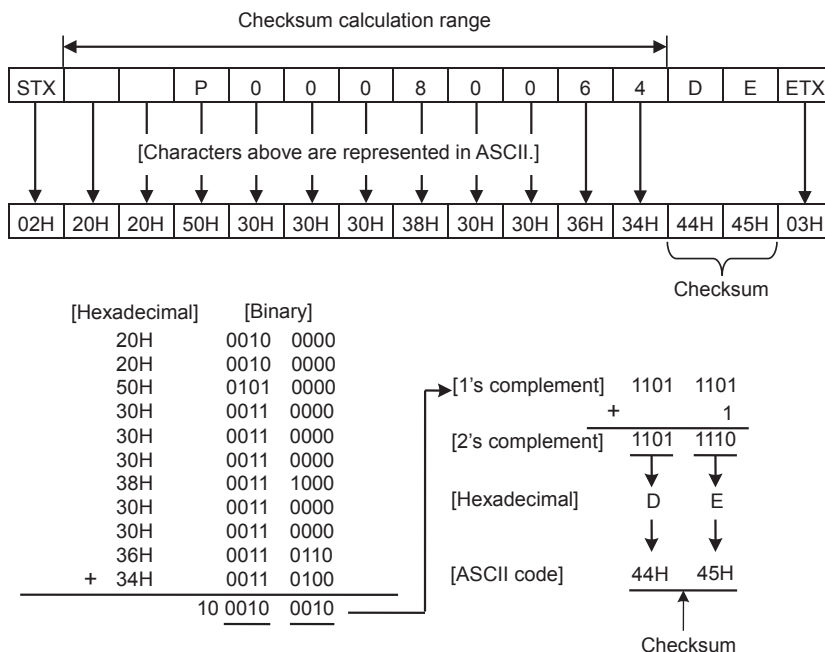 Checksum calculation range
STX P 0 0 0 8 0 0 6 4 D E ETX
[Characters above are represented in ASCII.]
02H 20H 20H 50H 30H 30H 30H 38H 30H 30H 36H 34H 44H 45H 03H
Checksum
[Hexadecimal] [Binary]
20H 0010 0000
20H 0010 0000
50H 0101 0000
30H 0011 0000
30H 0011 0000
30H 0011 0000
38H 0011 1000
30H 0011 0000
30H 0011 0000
36H 0011 0110
+ 34H 0011 0100
10 0010 0010
[1's complement] 1101 1101
+ 1
[2's complement] 1101 1110
[Hexadecimal] D E
[ASCII code] 44H 45H
Checksum